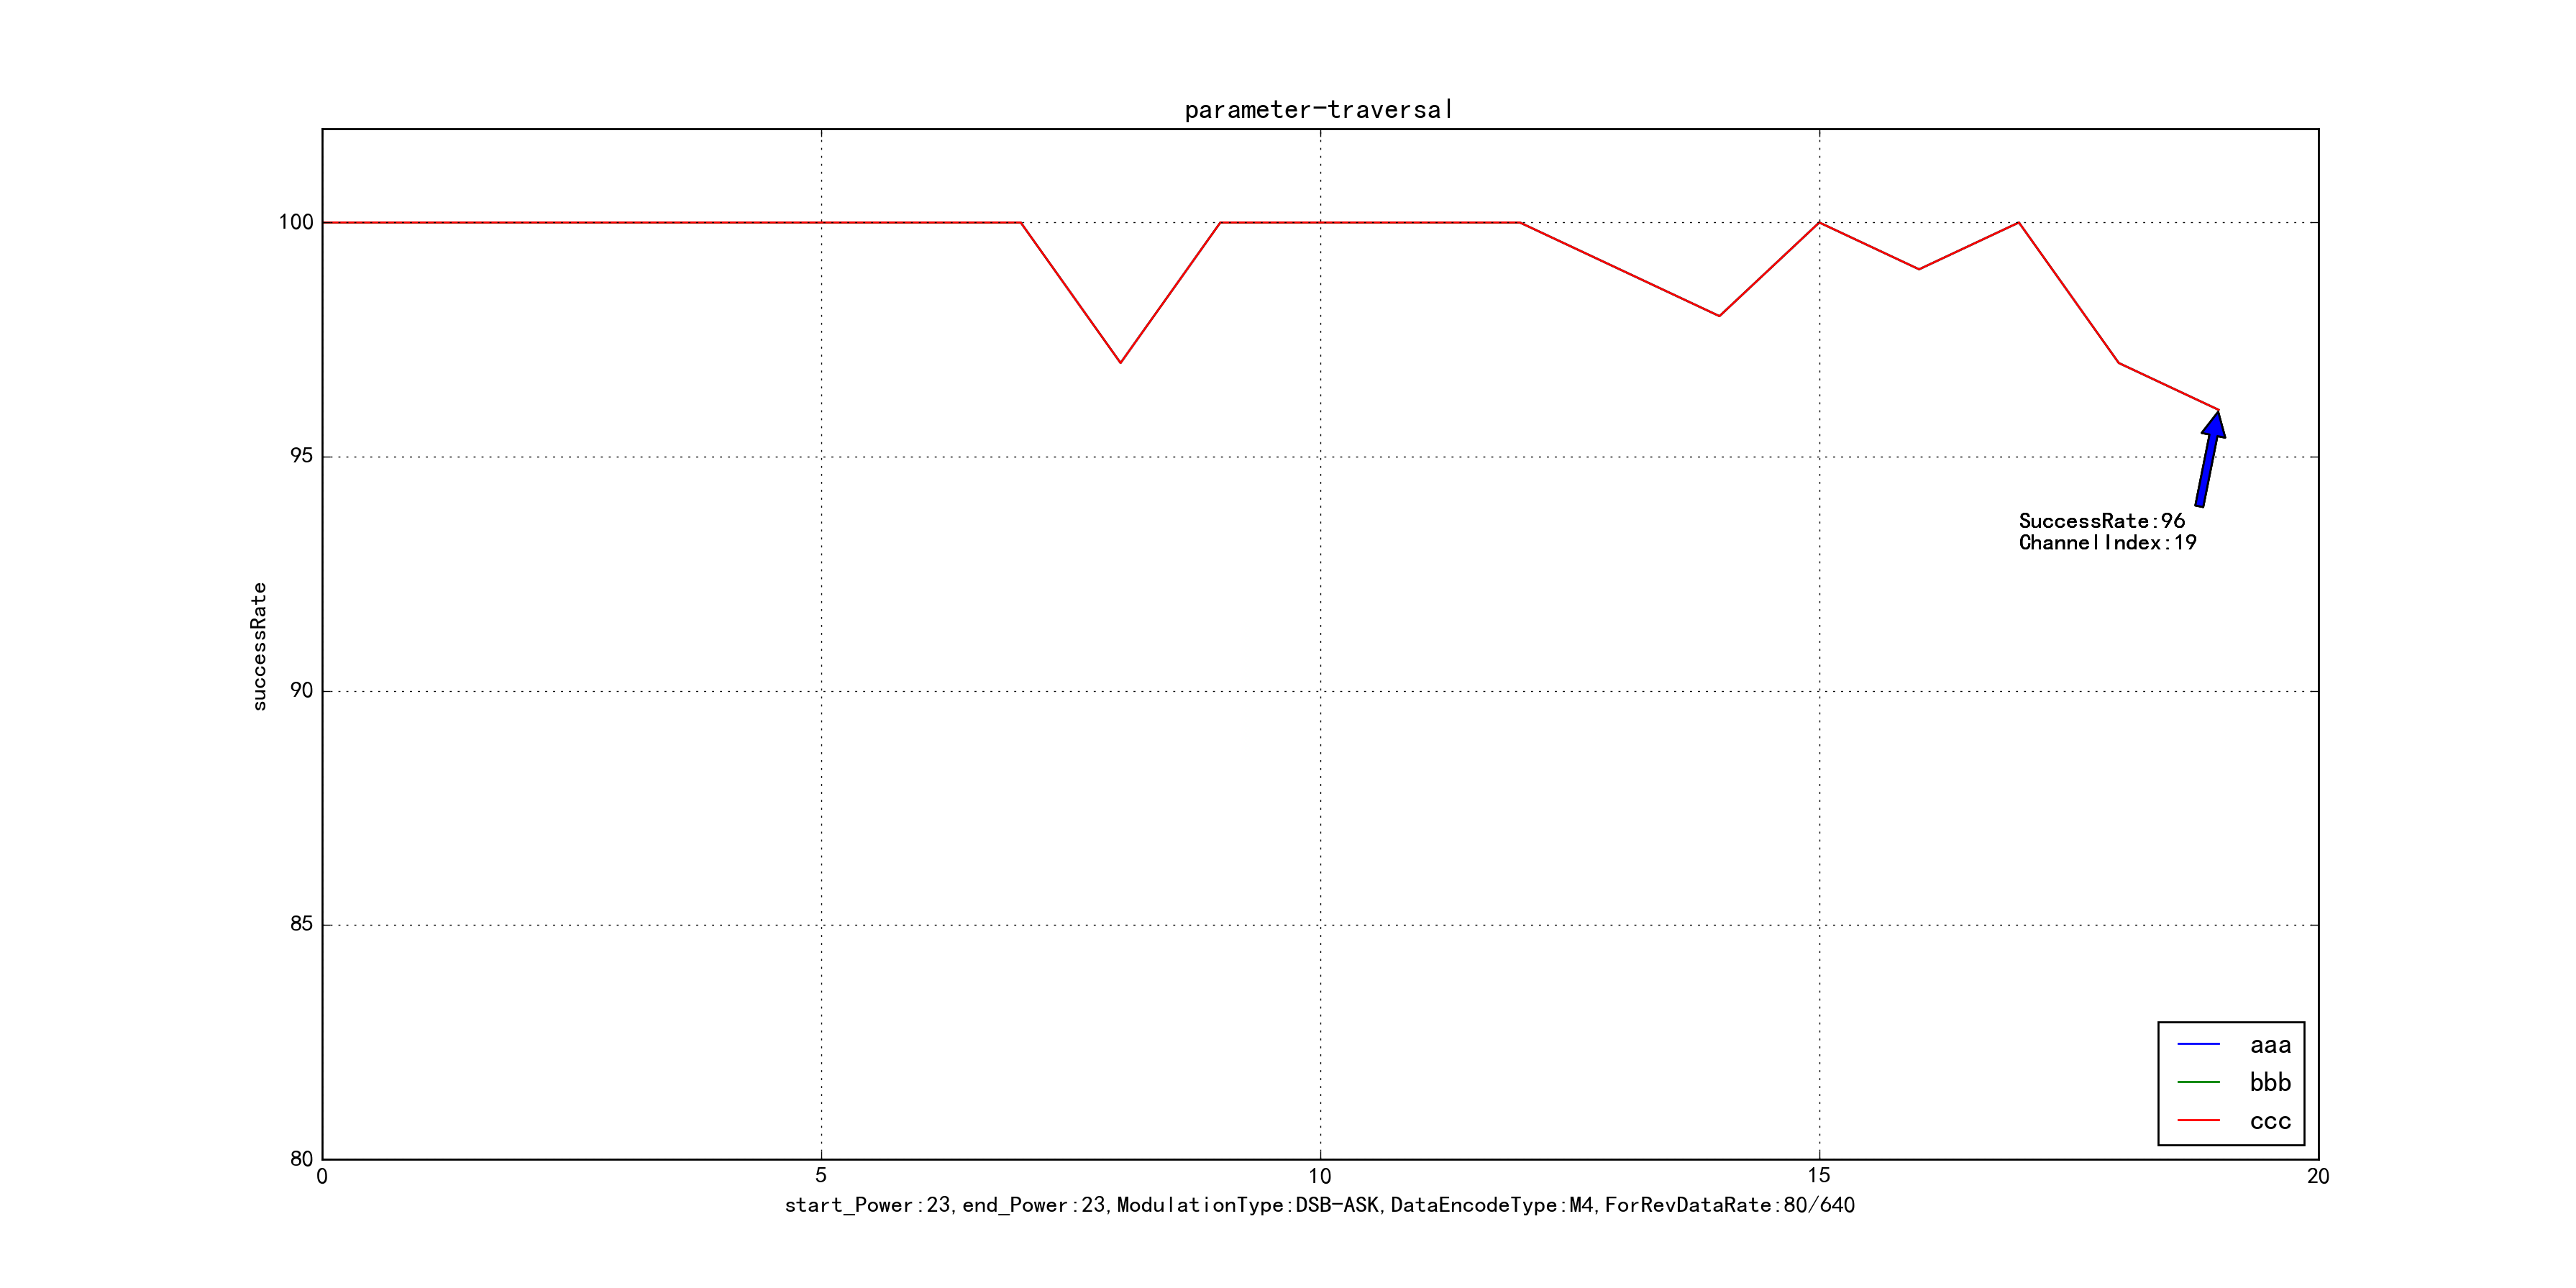 parameter-traversal
100
95
90
85
80
successRate
SuccessRate:96
ChannelIndex:19
aaa
bbb
ccc
0 5 10 15 20
start_Power:23,end_Power:23,ModulationType:DSB-ASK,DataEncodeType:M4,ForRevDataRate:80/640